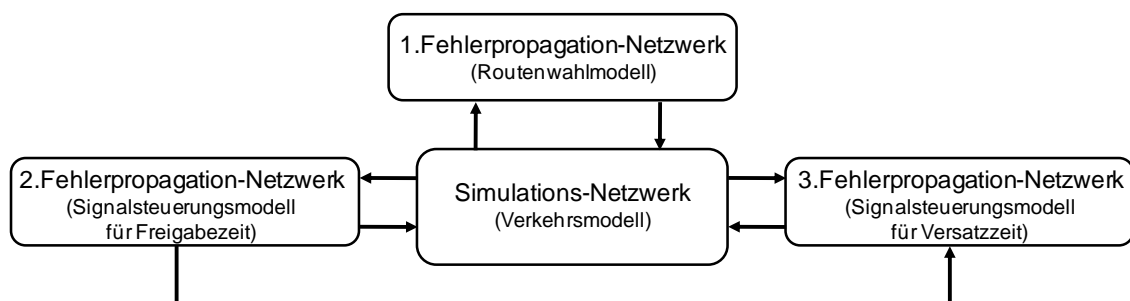 1.Fehlerpropagation-Netzwerk
(Routenwahlmodell)
2.Fehlerpropagation-Netzwerk
(Signalsteuerungsmodell
für Freigabezeit)
Simulations-Netzwerk
(Verkehrsmodell)
3.Fehlerpropagation-Netzwerk
(Signalsteuerungsmodell
für Versatzzeit)